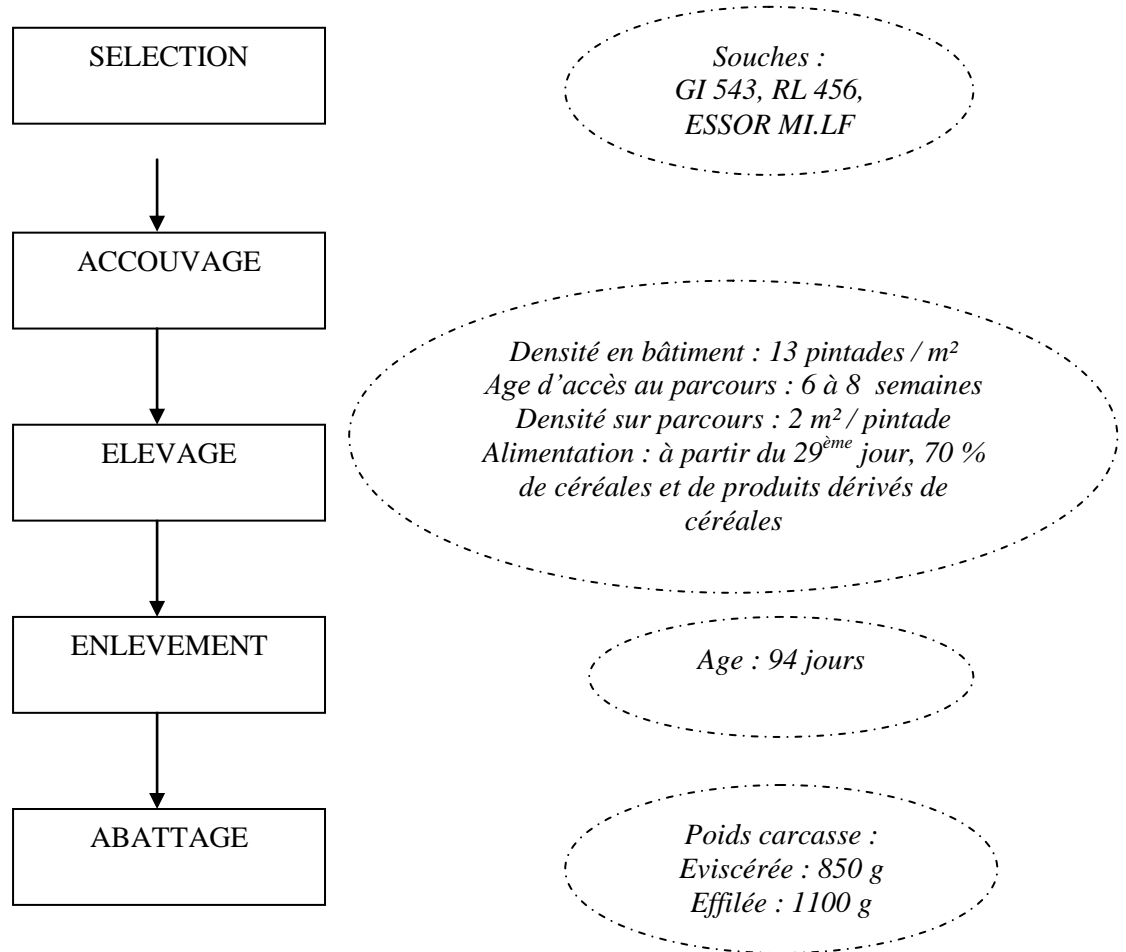 SELECTION
Souches :
GI 543, RL 456,
ESSOR MI.LF
ACCOUVAGE
Densité en bâtiment : 13 pintades / m²
Age d’accès au parcours : 6 à 8 semaines
Densité sur parcours : 2 m² / pintade
Alimentation : à partir du 29ème jour, 70 %
de céréales et de produits dérivés de
céréales
ELEVAGE
ENLEVEMENT
Age : 94 jours
ABATTAGE
Poids carcasse :
Eviscérée : 850 g
Effilée : 1100 g